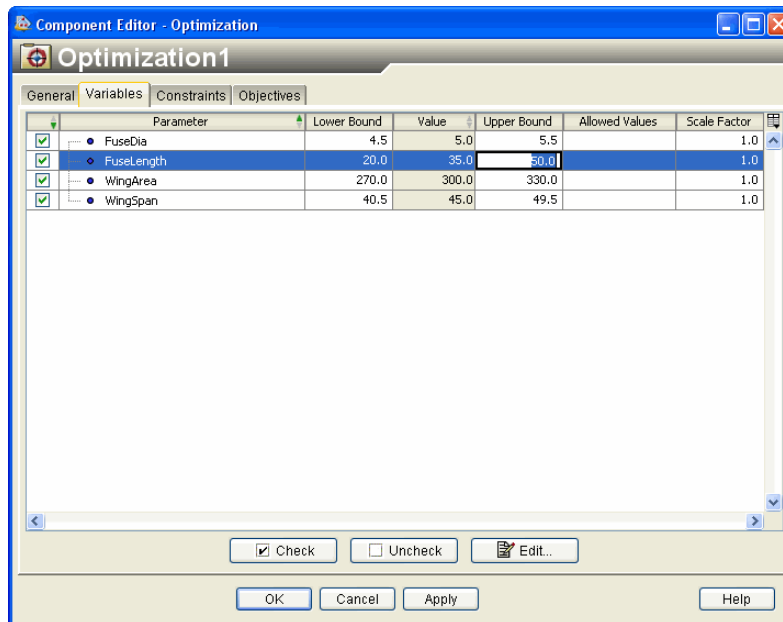 Component Editor - Optimization
Optimization1
General Variables Constraints Objectives
Parameter Lower Bound Value Upper Bound Allowed Values Scale Factor
FuseDia 4.5 5.0 5.5 1.0
FuseLength 20.0 35.0 50.0 1.0
WingArea 270.0 300.0 330.0 1.0
WingSpan 40.5 45.0 49.5 1.0
Check Uncheck Edit...
OK Cancel Apply Help